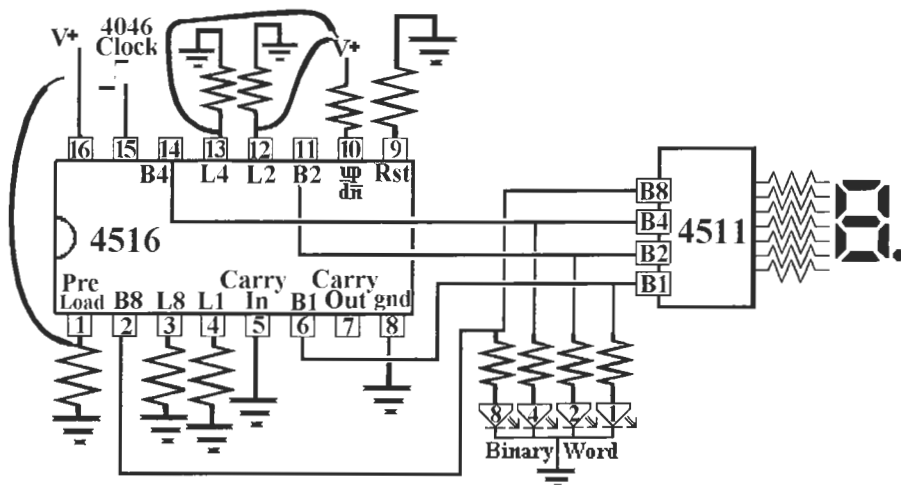 V+
4046
Clock
V+
16 15 14 13 12 11 10 9
B4 L4 L2 B2 up Rst
dn
4516
Pre
Load B8 L8 L1 Carry In B1 Carry Out gnd
1 2 3 4 5 6 7 8
B8
B4
B2
B1
4511
8 4 2 1
Binary Word